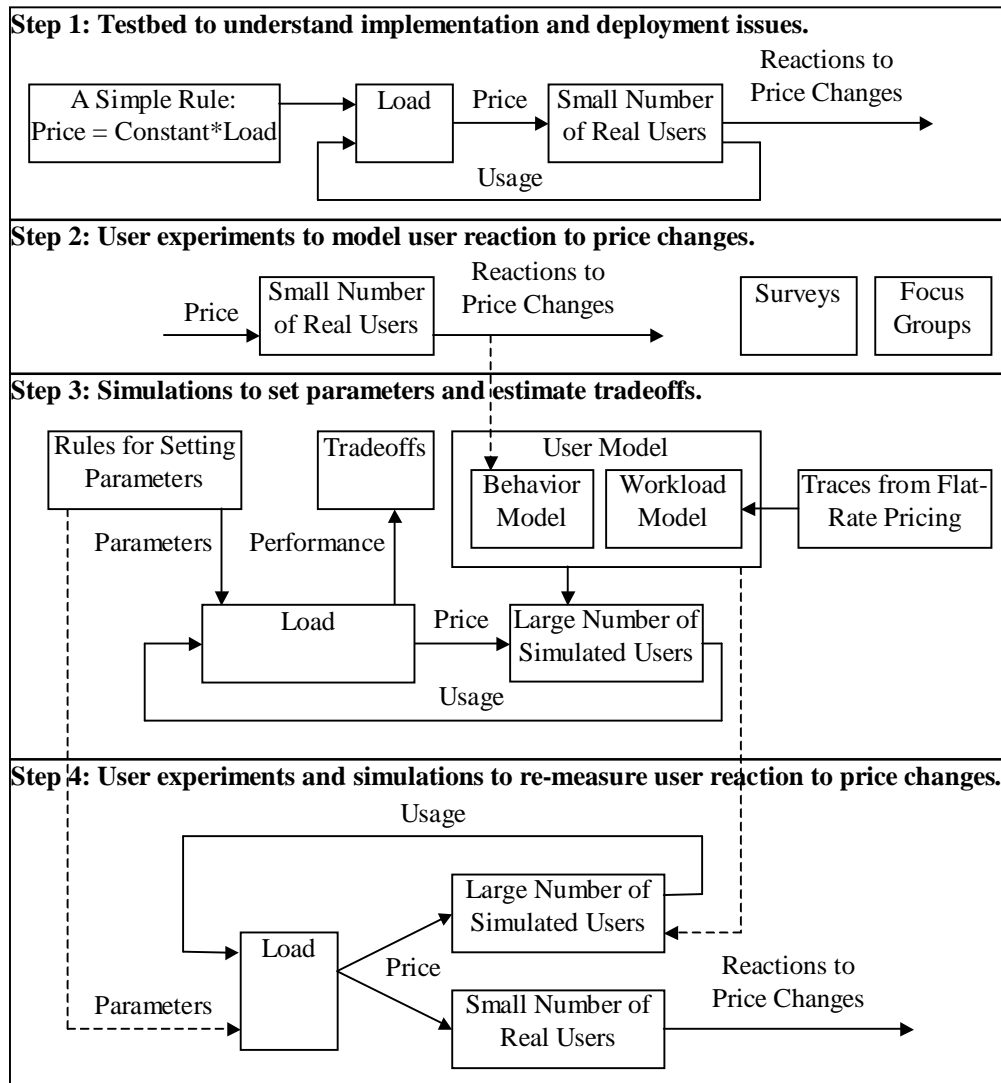 Step 1: Testbed to understand implementation and deployment issues.
A Simple Rule:
Price = Constant*Load
Load
Price
Small Number
of Real Users
Reactions to
Price Changes
Usage
Step 2: User experiments to model user reaction to price changes.
Price
Small Number
of Real Users
Reactions to
Price Changes
Surveys
Focus
Groups
Step 3: Simulations to set parameters and estimate tradeoffs.
Rules for Setting
Parameters
Tradeoffs
User Model
Behavior
Model
Workload
Model
Traces from Flat-
Rate Pricing
Parameters
Performance
Load
Price
Large Number of
Simulated Users
Usage
Step 4: User experiments and simulations to re-measure user reaction to price changes.
Usage
Large Number of
Simulated Users
Load
Price
Parameters
Small Number of
Real Users
Reactions to
Price Changes